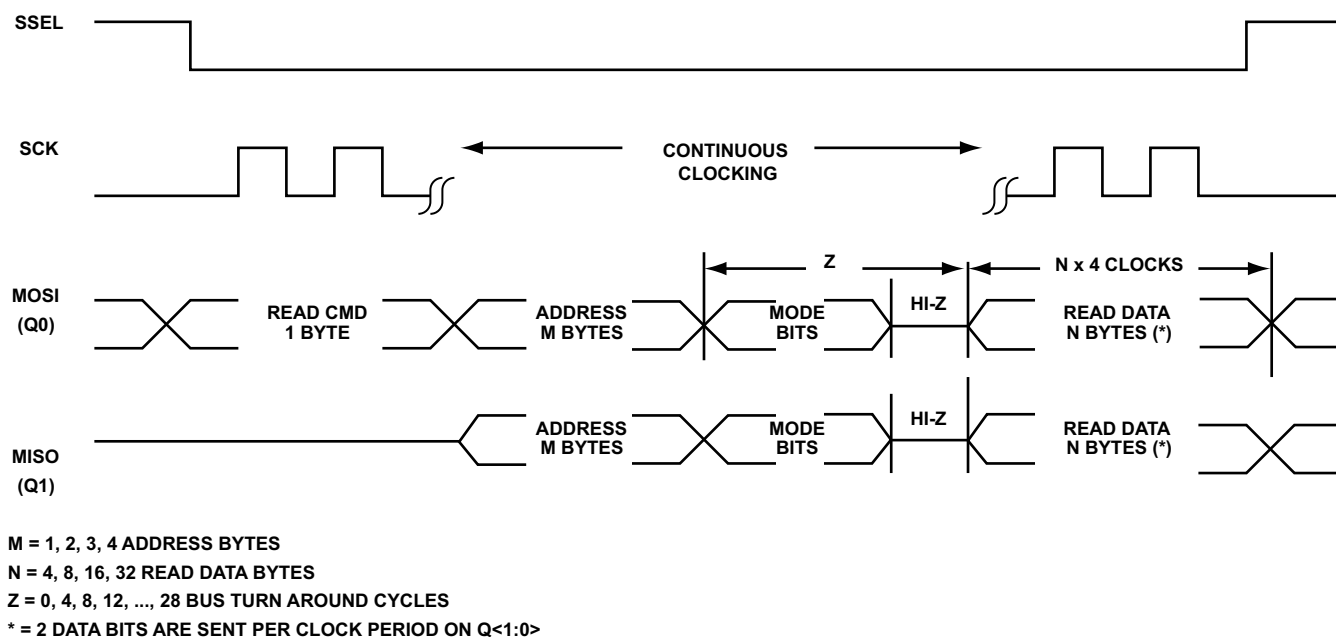 SSEL
SCK
CONTINUOUS
CLOCKING
Z
N x 4 CLOCKS
MOSI
(Q0)
READ CMD
1 BYTE
ADDRESS
M BYTES
MODE
BITS
HI-Z
READ DATA
N BYTES (*)
MISO
(Q1)
ADDRESS
M BYTES
MODE
BITS
HI-Z
READ DATA
N BYTES (*)
M = 1, 2, 3, 4 ADDRESS BYTES
N = 4, 8, 16, 32 READ DATA BYTES
Z = 0, 4, 8, 12, ..., 28 BUS TURN AROUND CYCLES
* = 2 DATA BITS ARE SENT PER CLOCK PERIOD ON Q<1:0>